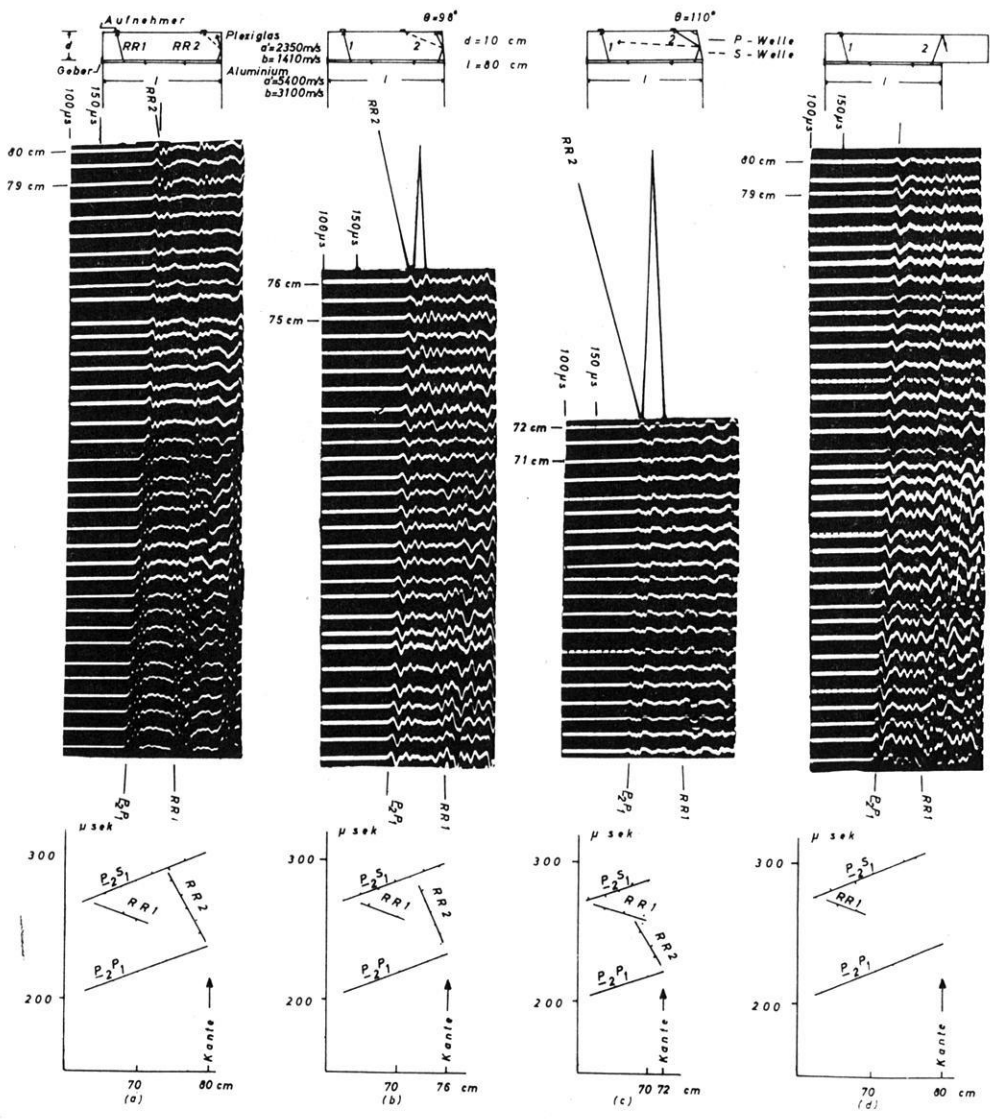 Aufnehmer
RR1
RR2
d
Plexiglas
a'=2350m/s
b=1410m/s
Geber
l
Aluminium
a'=5400m/s
b=3100m/s
θ=98°
1
2
d=10 cm
l=80 cm
l
θ=110°
P-Welle
S-Welle
1
2
l
1
2
l
100µs
150µs
RR2
80 cm
79 cm
P2P1
RR1
RR2
100µs
150µs
76 cm
75 cm
P2P1
RR1
RR2
100µs
150µs
72 cm
71 cm
P2P1
RR1
100µs
150µs
80 cm
79 cm
P2P1
RR1
µ sek
300
200
P2S1
RR1
RR2
P2P1
Kante
70
80 cm
(a)
µ sek
300
200
P2S1
RR1
RR2
P2P1
Kante
70
76 cm
(b)
µ sek
300
200
P2S1
RR1
RR2
P2P1
Kante
70 72 cm
(c)
µ sek
300
200
P2S1
RR1
P2P1
Kante
70
80 cm
(d)